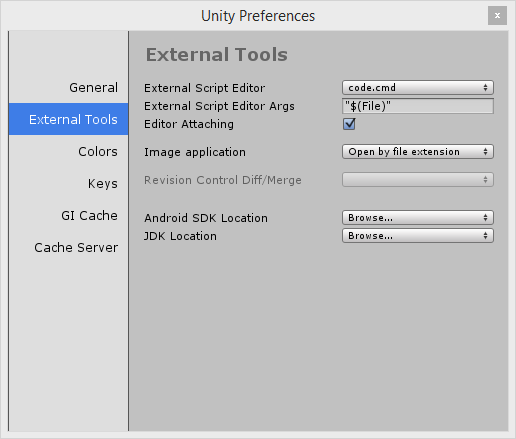 Unity Preferences
x
General
External Tools
Colors
Keys
GI Cache
Cache Server
External Tools
External Script Editor code.cmd
External Script Editor Args "$(File)"
Editor Attaching
Image application Open by file extension
Revision Control Diff/Merge
Android SDK Location Browse...
JDK Location Browse...